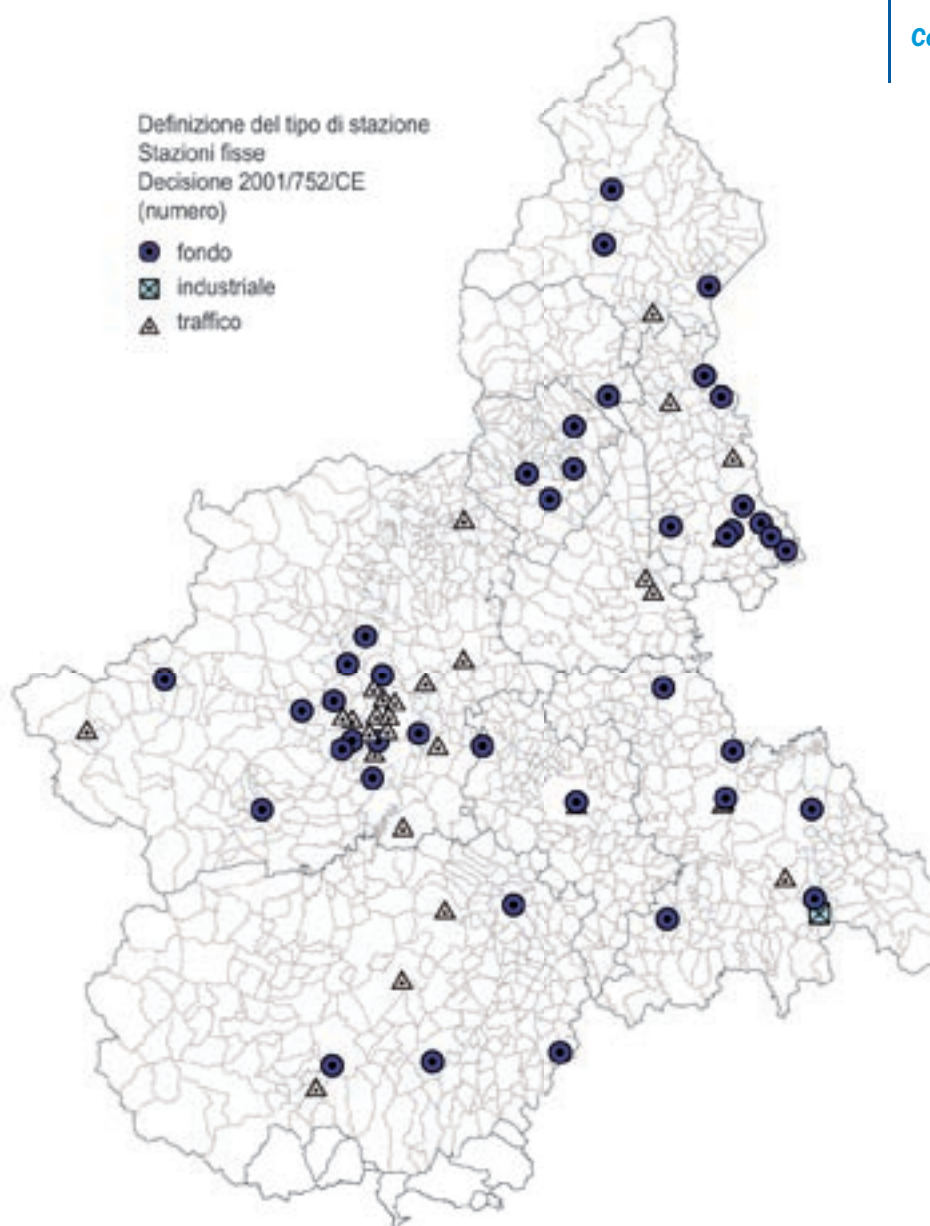 Definizione del tipo di stazione
Stazioni fisse
Decisione 2001/752/CE
(numero)
fondo
industriale
traffico